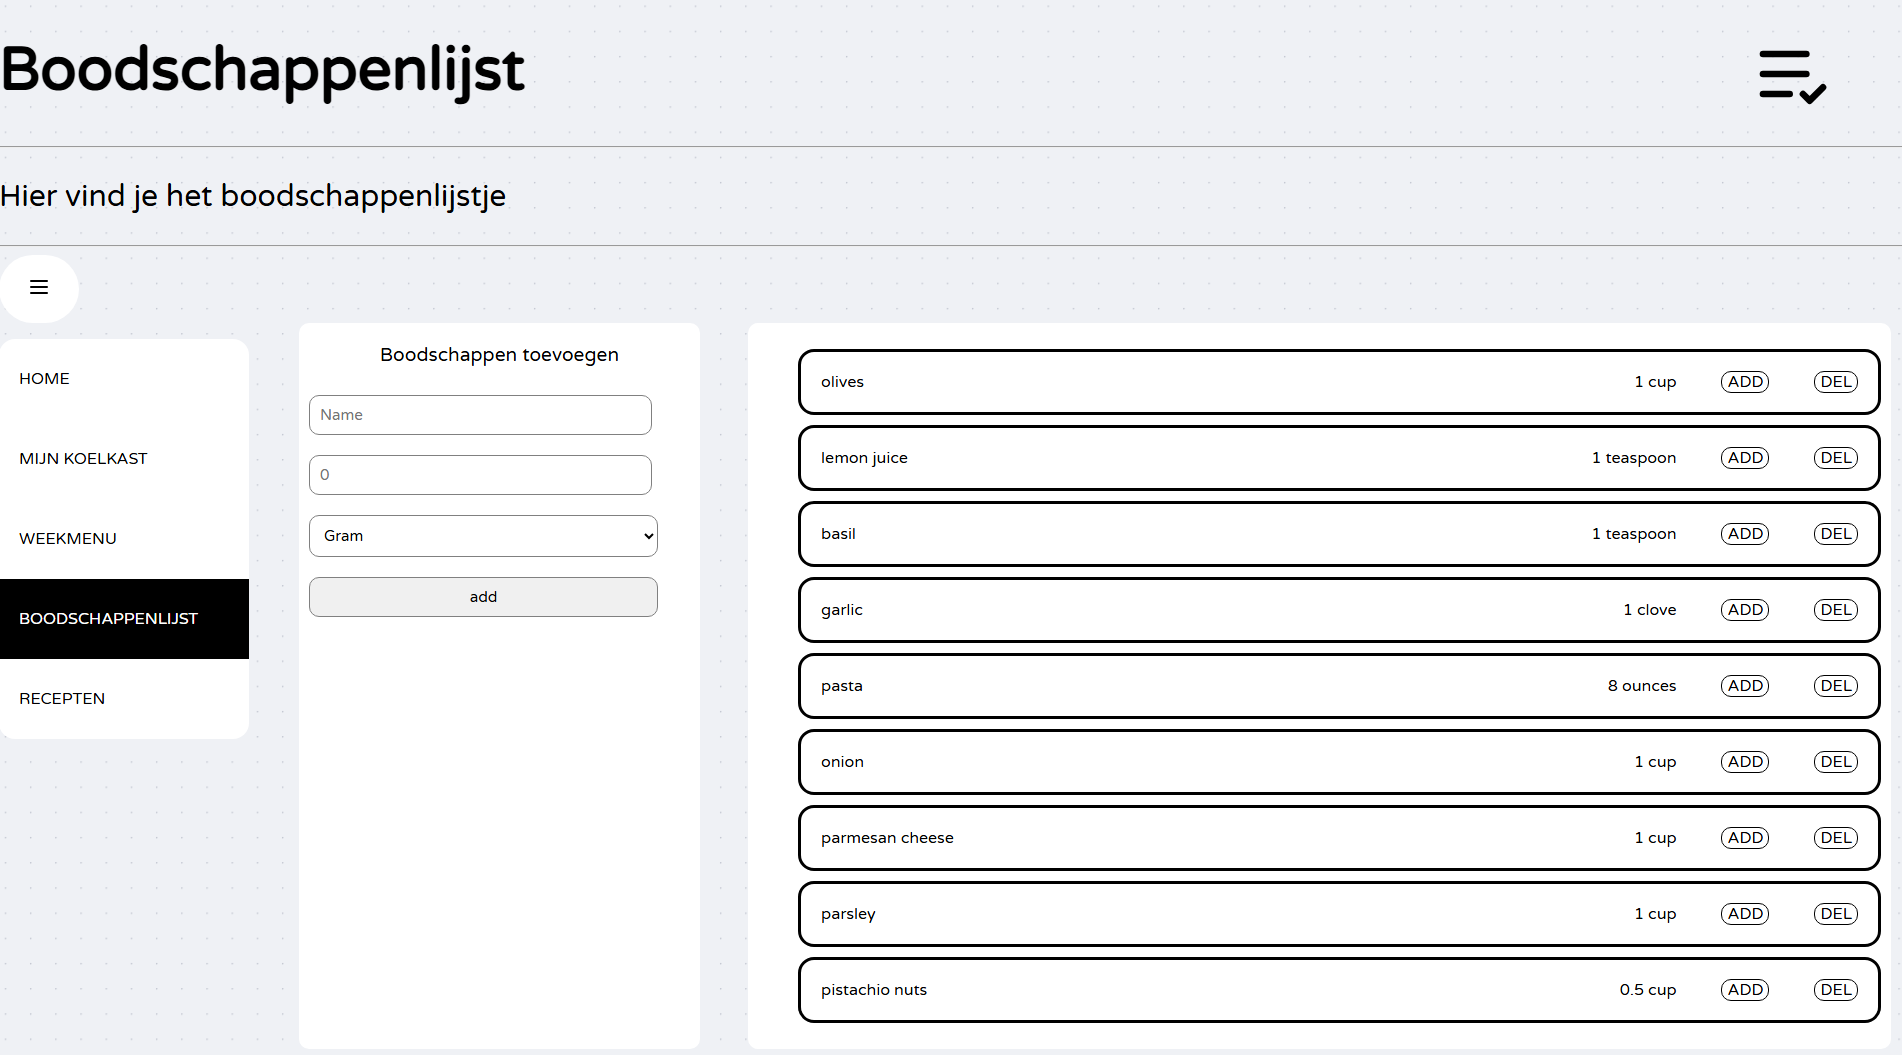 Boodschappenlijst
Hier vind je het boodschappenlijstje
HOME
MIJN KOELKAST
WEEKMENU
BOODSCHAPPENLIJST
RECEPTEN
Boodschappen toevoegen
Name
0
Gram
add
olives 1 cup ADD DEL
lemon juice 1 teaspoon ADD DEL
basil 1 teaspoon ADD DEL
garlic 1 clove ADD DEL
pasta 8 ounces ADD DEL
onion 1 cup ADD DEL
parmesan cheese 1 cup ADD DEL
parsley 1 cup ADD DEL
pistachio nuts 0.5 cup ADD DEL